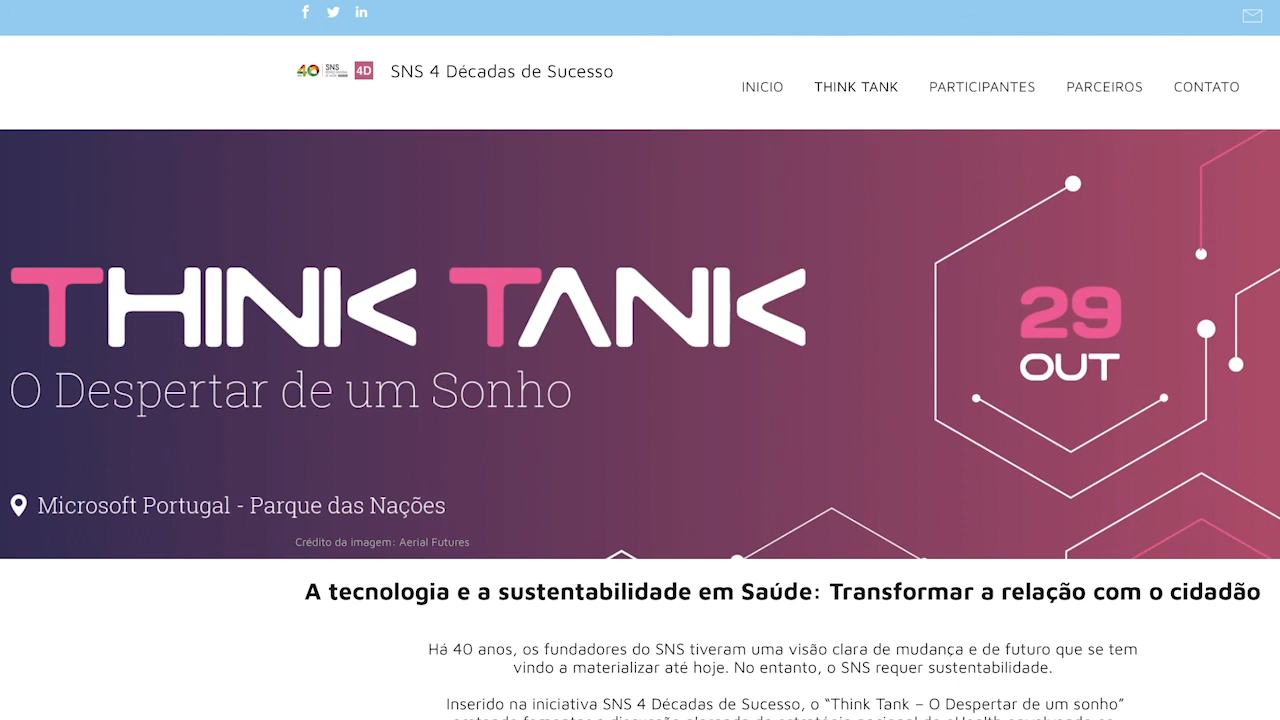 40 SNS 4D SNS 4 Décadas de Sucesso
INICIO THINK TANK PARTICIPANTES PARCEIROS CONTATO
THINK TANK
O Despertar de um Sonho
29
OUT
Microsoft Portugal - Parque das Nações
Crédito da imagem: Aerial Futures
A tecnologia e a sustentabilidade em Saúde: Transformar a relação com o cidadão
Há 40 anos, os fundadores do SNS tiveram uma visão clara de mudança e de futuro que se tem
vindo a materializar até hoje. No entanto, o SNS requer sustentabilidade.
Inserido na iniciativa SNS 4 Décadas de Sucesso, o “Think Tank – O Despertar de um sonho”